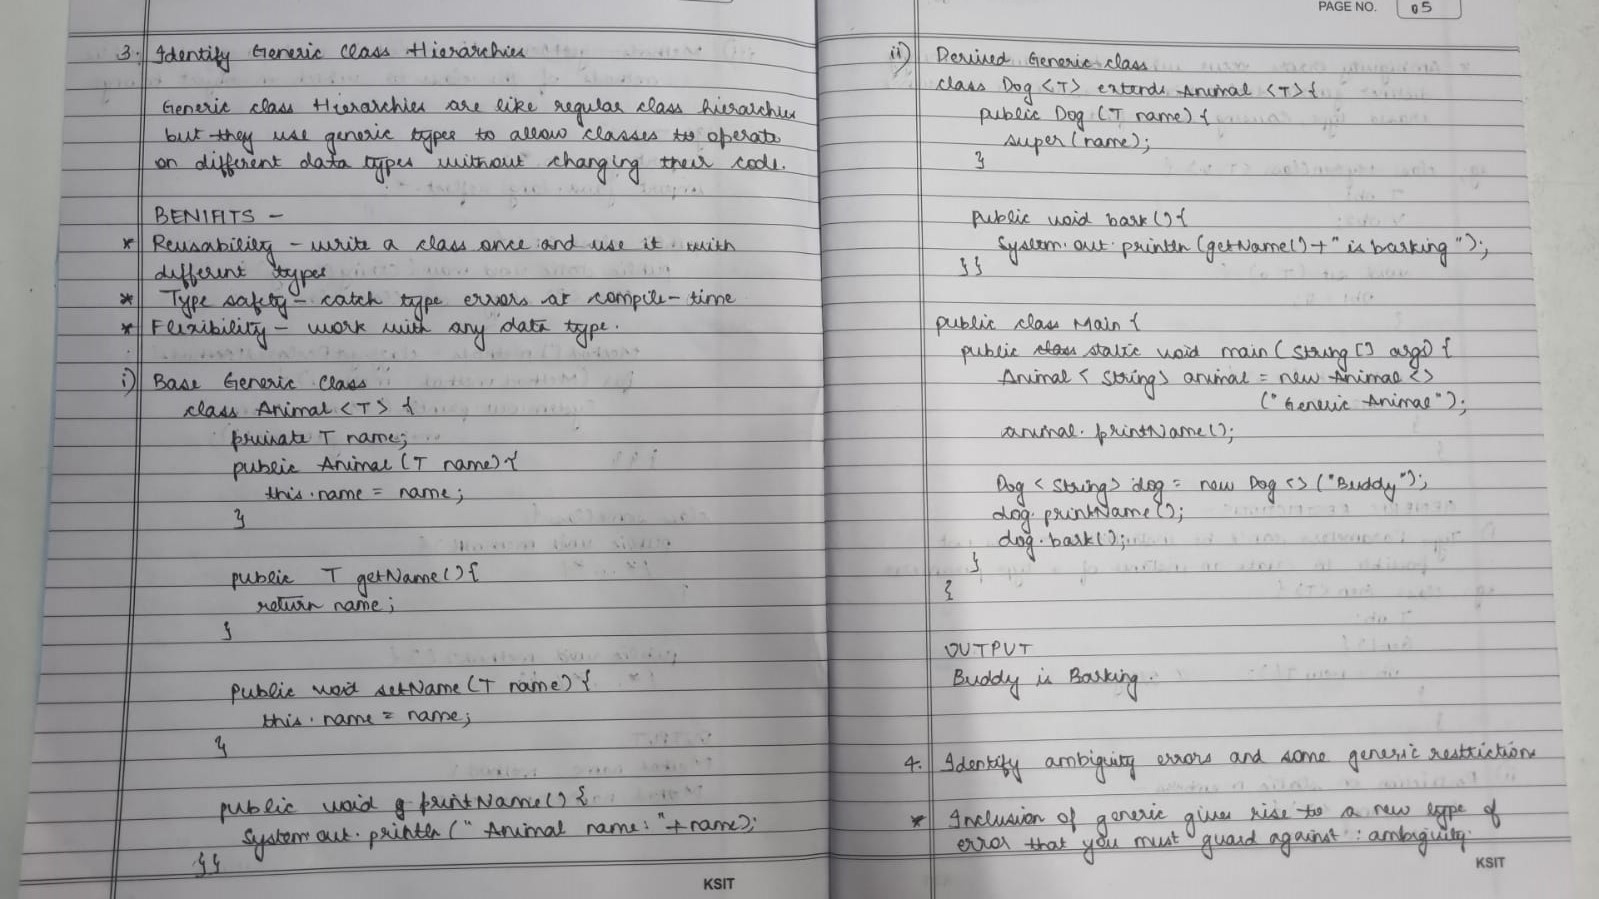 3. Identify Generic Class Hierarchies
Generic class Hierarchies are like regular class hierarchies
but they use generic types to allow classes to operate
on different data types without changing their code.
BENIFITS -
* Reusability - write a class once and use it with
different types
* Type safety - catch type errors at compile-time
* Flexibility - work with any data type.
i) Base Generic Class
class Animal <T> {
private T name;
public Animal (T name) {
this.name = name;
}
public T getName() {
return name;
}
public void setName (T name) {
this.name = name;
}
public void printName() {
System.out.println (" Animal name: "+name);
}}
KSIT
PAGE NO. 05
ii) Derived Generic class
class Dog <T> extends Animal <T> {
public Dog (T name) {
super (name);
}
public void bark () {
System.out.println (getName() + " is barking ");
}}
public class Main {
public static void main (String [] args) {
Animal < String> animal = new Animal <>
("Generic Animal");
animal.printName();
Dog < String> dog = new Dog <> ("Buddy");
dog.printName();
dog.bark();
}
{
OUTPUT
Buddy is Barking.
4. Identify ambiguity errors and some generic resttictions
* Inclusion of generic gives rise to a new type of
error that you must guard against : ambiguity.
KSIT